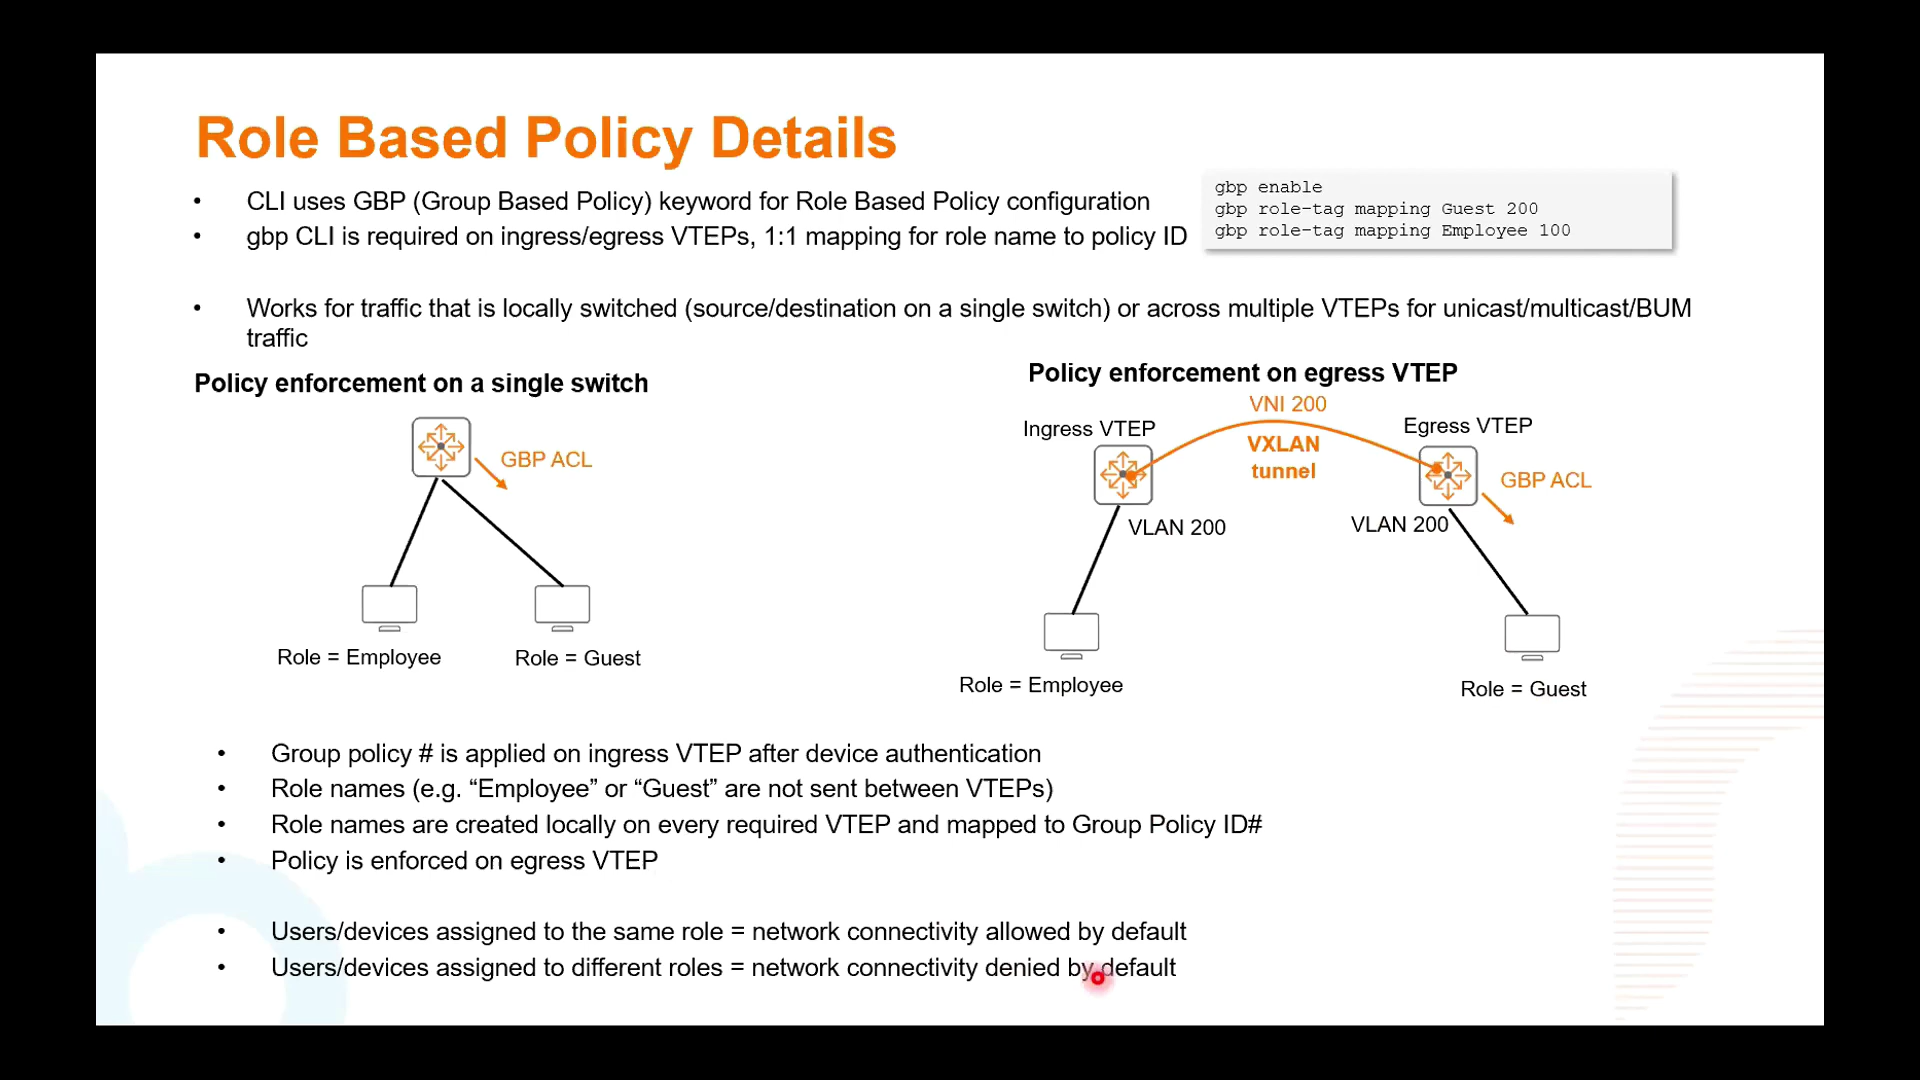 Role Based Policy Details
• CLI uses GBP (Group Based Policy) keyword for Role Based Policy configuration
• gbp CLI is required on ingress/egress VTEPs, 1:1 mapping for role name to policy ID
gbp enable
gbp role-tag mapping Guest 200
gbp role-tag mapping Employee 100
• Works for traffic that is locally switched (source/destination on a single switch) or across multiple VTEPs for unicast/multicast/BUM
traffic
Policy enforcement on a single switch
GBP ACL
Role = Employee
Role = Guest
Policy enforcement on egress VTEP
VNI 200
Ingress VTEP
Egress VTEP
VXLAN
tunnel
GBP ACL
VLAN 200
VLAN 200
Role = Employee
Role = Guest
• Group policy # is applied on ingress VTEP after device authentication
• Role names (e.g. “Employee” or “Guest” are not sent between VTEPs)
• Role names are created locally on every required VTEP and mapped to Group Policy ID#
• Policy is enforced on egress VTEP
• Users/devices assigned to the same role = network connectivity allowed by default
• Users/devices assigned to different roles = network connectivity denied by default